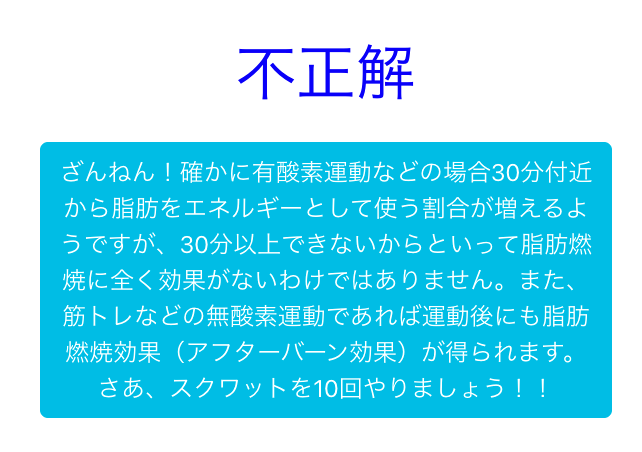 不正解
ざんねん！確かに有酸素運動などの場合30分付近
から脂肪をエネルギーとして使う割合が増えるよ
うですが、30分以上できないからといって脂肪燃
焼に全く効果がないわけではありません。また、
筋トレなどの無酸素運動であれば運動後にも脂肪
燃焼効果（アフターバーン効果）が得られます。
さあ、スクワットを10回やりましょう！！